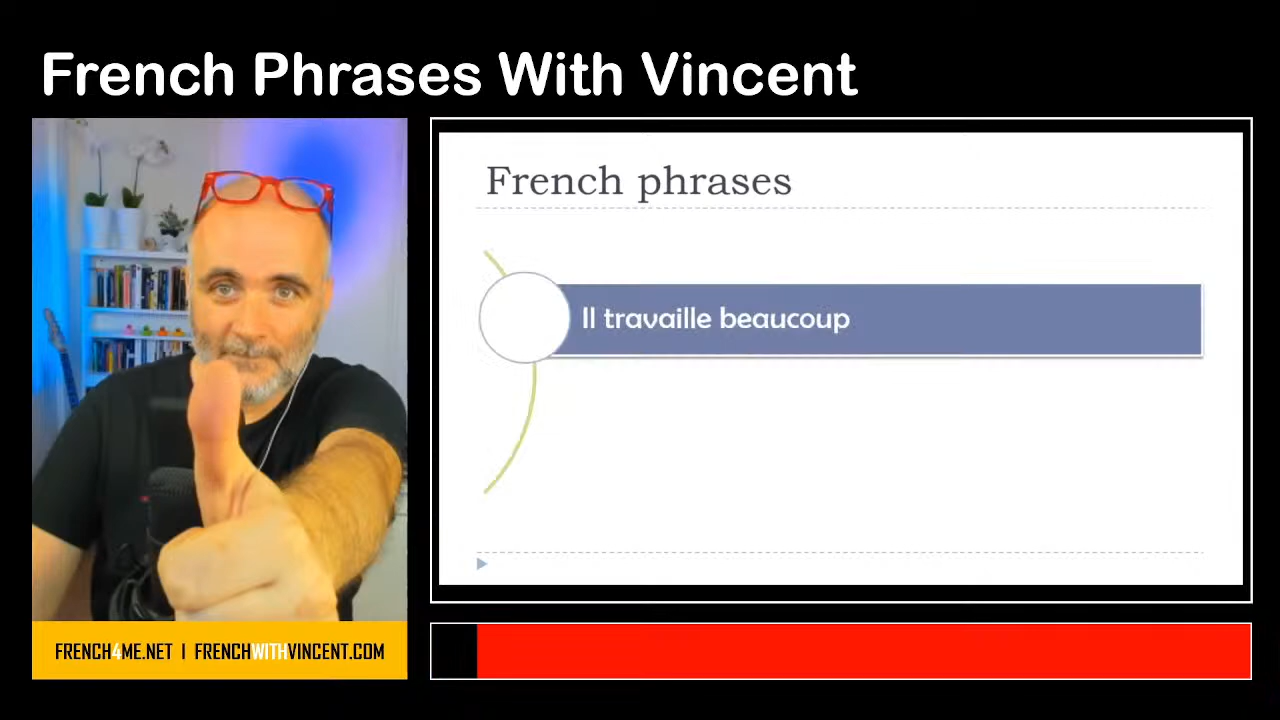 French Phrases With Vincent
French phrases
Il travaille beaucoup
FRENCH4ME.NET I FRENCHWITHVINCENT.COM